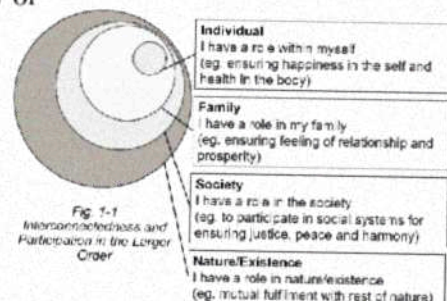 of
Individual
I have a role within myself
(eg. ensuring happiness in the self and
health in the body)
Family
I have a role in my family
(eg. ensuring feeling of relationship and
prosperity)
Society
I have a role in the society
(eg. to participate in social systems for
ensuring justice, peace and harmony)
Nature/Existence
I have a role in nature/existence
(eg. mutual fulfilment with rest of nature)
Fig. 1-1
Interconnectedness and
Participation in the Larger
Order